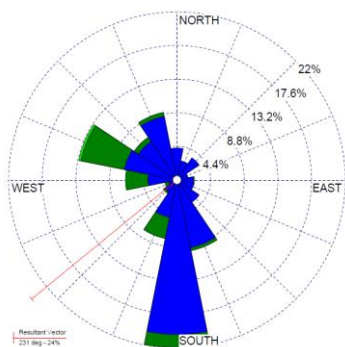 NORTH
22%
17.6%
13.2%
8.8%
4.4%
WEST
EAST
SOUTH
Resultant Vector
231 deg - 24%